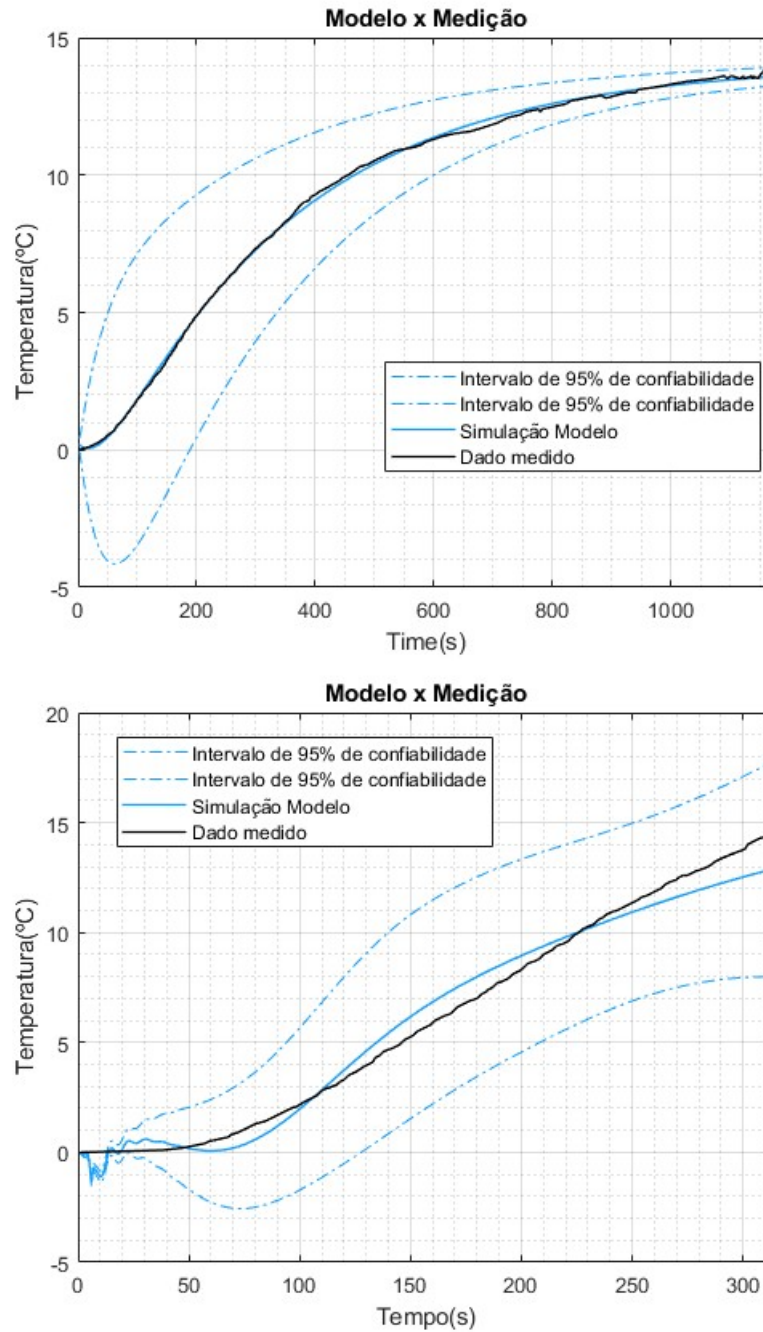 Modelo x Medição
15
10
5
0
-5
Temperatura(ºC)
Intervalo de 95% de confiabilidade
Intervalo de 95% de confiabilidade
Simulação Modelo
Dado medido
0 200 400 600 800 1000
Time(s)
Modelo x Medição
20
15
10
5
0
-5
Temperatura(ºC)
Intervalo de 95% de confiabilidade
Intervalo de 95% de confiabilidade
Simulação Modelo
Dado medido
0 50 100 150 200 250 300
Tempo(s)